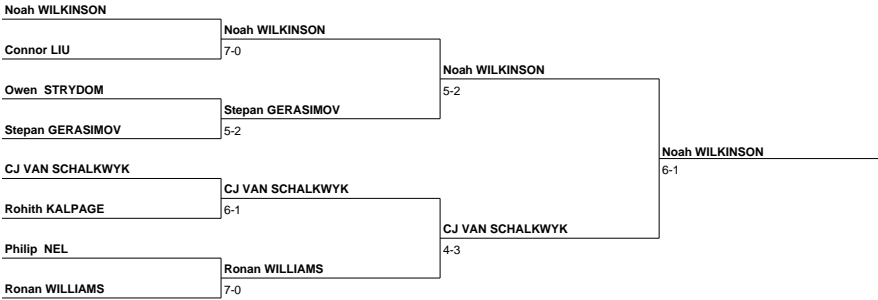 Noah WILKINSON
Noah WILKINSON
Connor LIU
7-0
Noah WILKINSON
Owen  STRYDOM
5-2
Stepan GERASIMOV
Stepan GERASIMOV
5-2
Noah WILKINSON
CJ VAN SCHALKWYK
6-1
CJ VAN SCHALKWYK
Rohith KALPAGE
6-1
CJ VAN SCHALKWYK
Philip  NEL
4-3
Ronan WILLIAMS
Ronan WILLIAMS
7-0